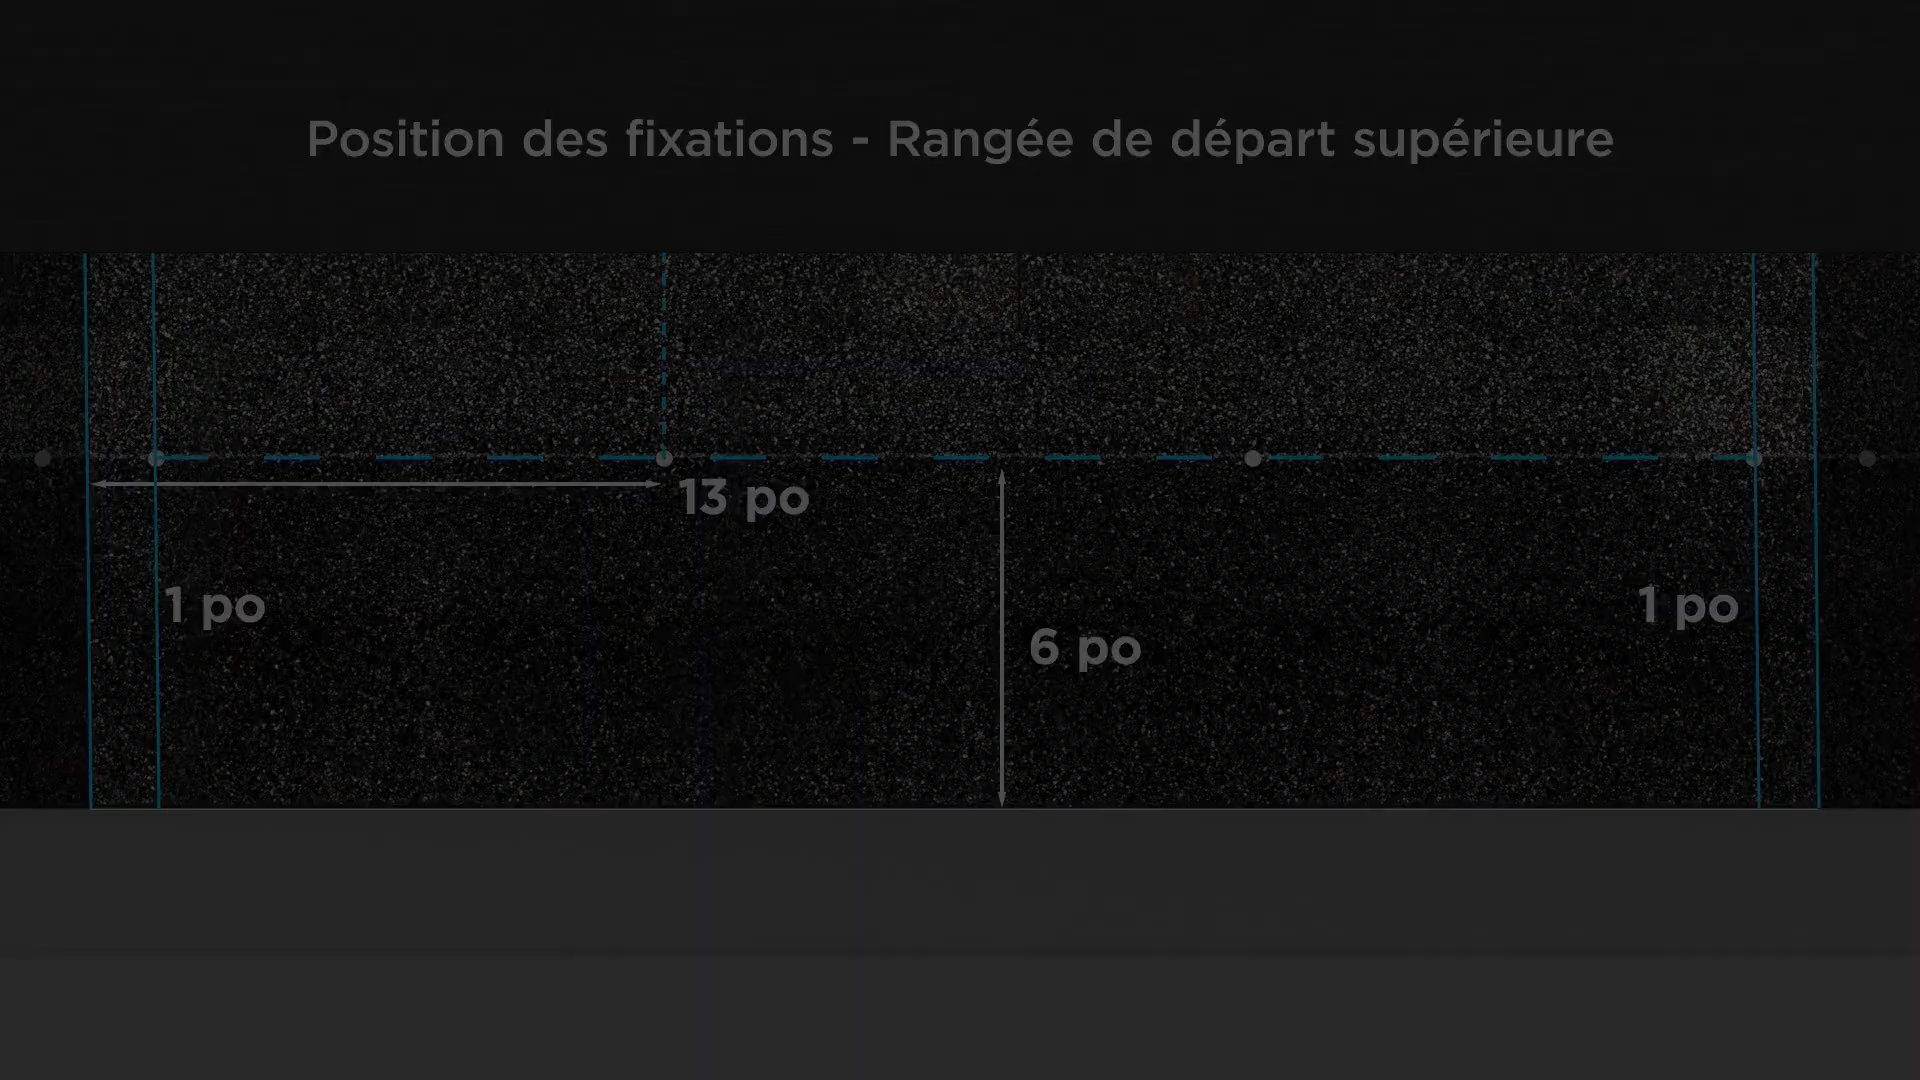 Position des fixations - Rangée de départ supérieure
13 po
1 po
1 po
6 po